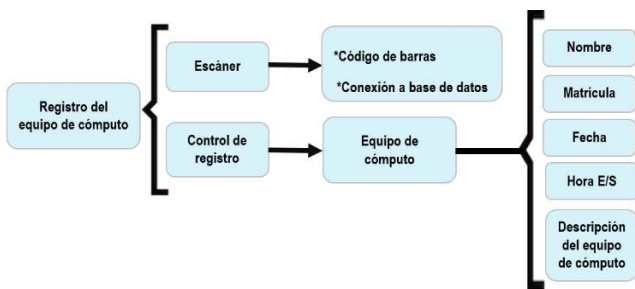 Registro del
equipo de cómputo
Escáner
*Código de barras
*Conexión a base de datos
Control de
registro
Equipo de
cómputo
Nombre
Matricula
Fecha
Hora E/S
Descripción
del equipo
de cómputo